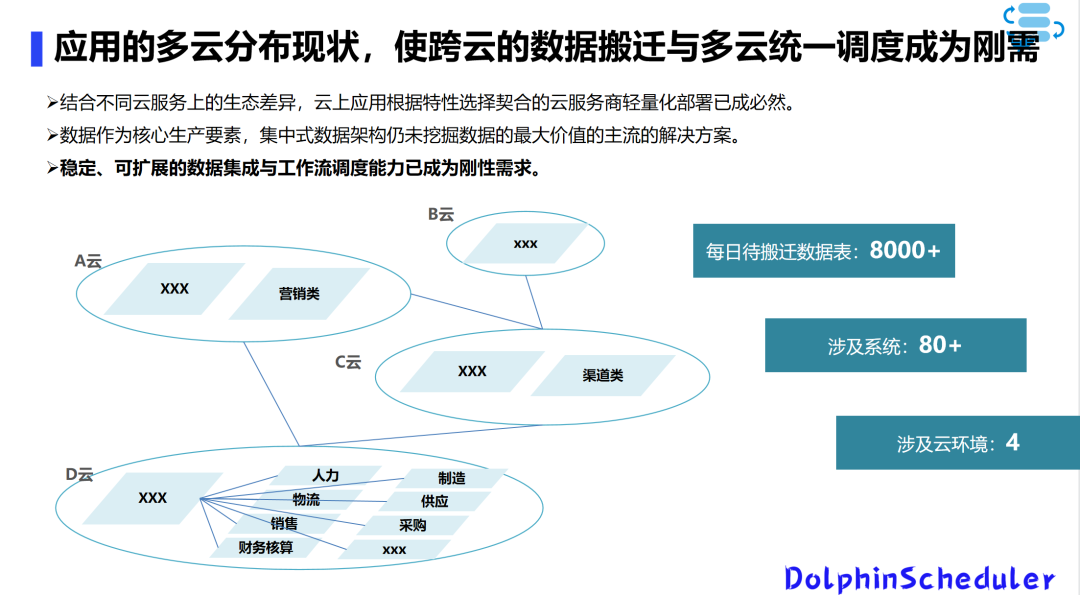 应用的多云分布现状，使跨云的数据搬迁与多云统一调度成为刚需
➢结合不同云服务上的生态差异，云上应用根据特性选择契合的云服务商轻量化部署已成必然。
➢数据作为核心生产要素，集中式数据架构仍未挖掘数据的最大价值的主流的解决方案。
➢稳定、可扩展的数据集成与工作流调度能力已成为刚性需求。
B云
xxx
A云
XXX
营销类
C云
XXX
渠道类
D云
XXX
人力
制造
物流
供应
销售
采购
财务核算
xxx
每日待搬迁数据表：8000+
涉及系统：80+
涉及云环境：4
DolphinScheduler